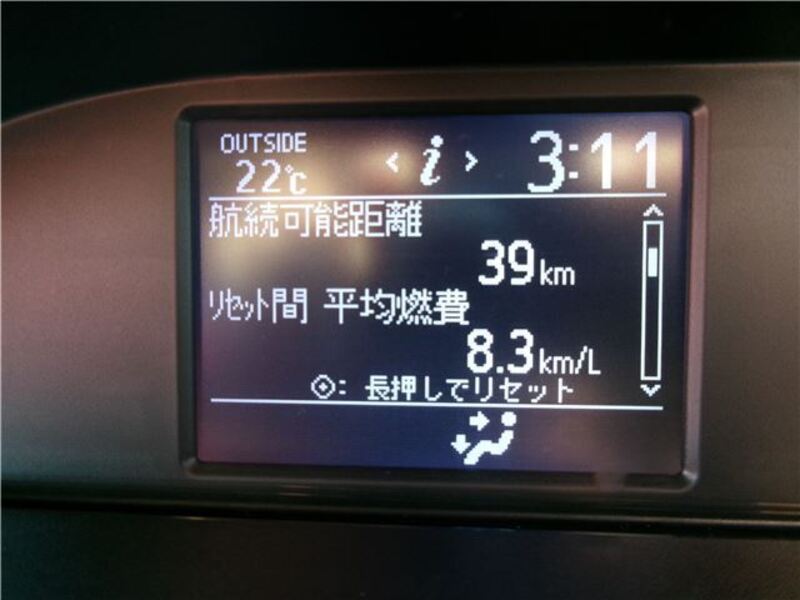 OUTSIDE
22℃ < i > 3:11
航続可能距離
39km
リセット間 平均燃費
8.3km/L
◈: 長押しでリセット